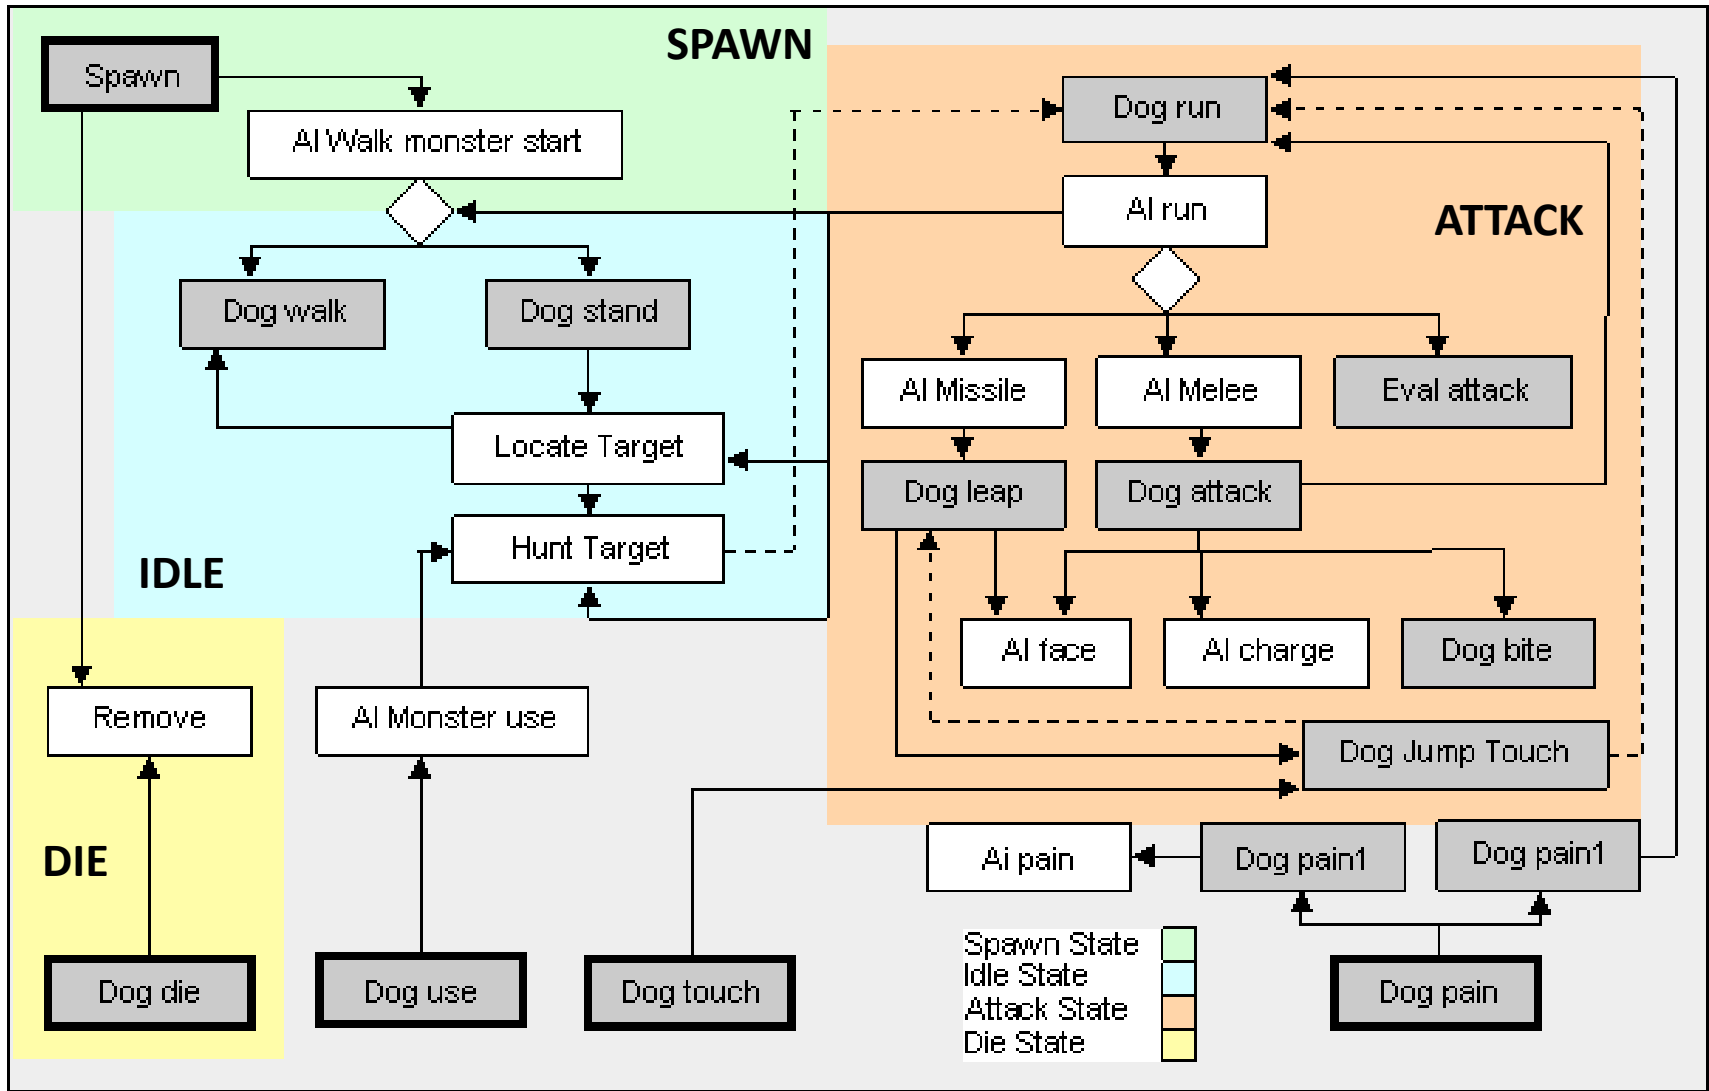 SPAWN
Spawn
AI Walk monster start
Dog run
AI run
ATTACK
Dog walk
Dog stand
AI Missile
AI Melee
Eval attack
Locate Target
Dog leap
Dog attack
Hunt Target
IDLE
AI face
AI charge
Dog bite
Remove
AI Monster use
Dog Jump Touch
DIE
Ai pain
Dog pain1
Dog pain1
Spawn State
Idle State
Attack State
Die State
Dog die
Dog use
Dog touch
Dog pain